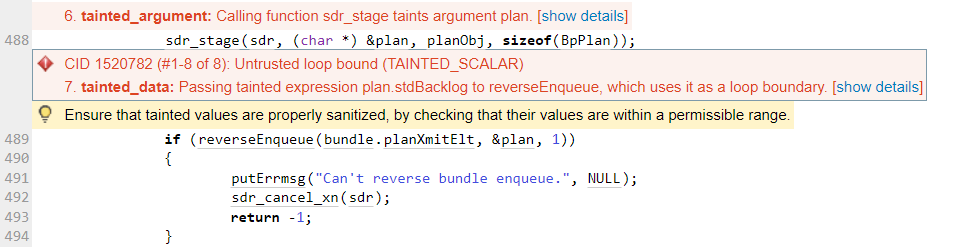 6. tainted_argument: Calling function sdr_stage taints argument plan. [show details]
488 sdr_stage(sdr, (char *) &plan, planObj, sizeof(BpPlan));
CID 1520782 (#1-8 of 8): Untrusted loop bound (TAINTED_SCALAR)
7. tainted_data: Passing tainted expression plan.stdBacklog to reverseEnqueue, which uses it as a loop boundary. [show details]
Ensure that tainted values are properly sanitized, by checking that their values are within a permissible range.
489 if (reverseEnqueue(bundle.planXmitElt, &plan, 1))
490 {
491 putErrmsg("Can't reverse bundle enqueue.", NULL);
492 sdr_cancel_xn(sdr);
493 return -1;
494 }